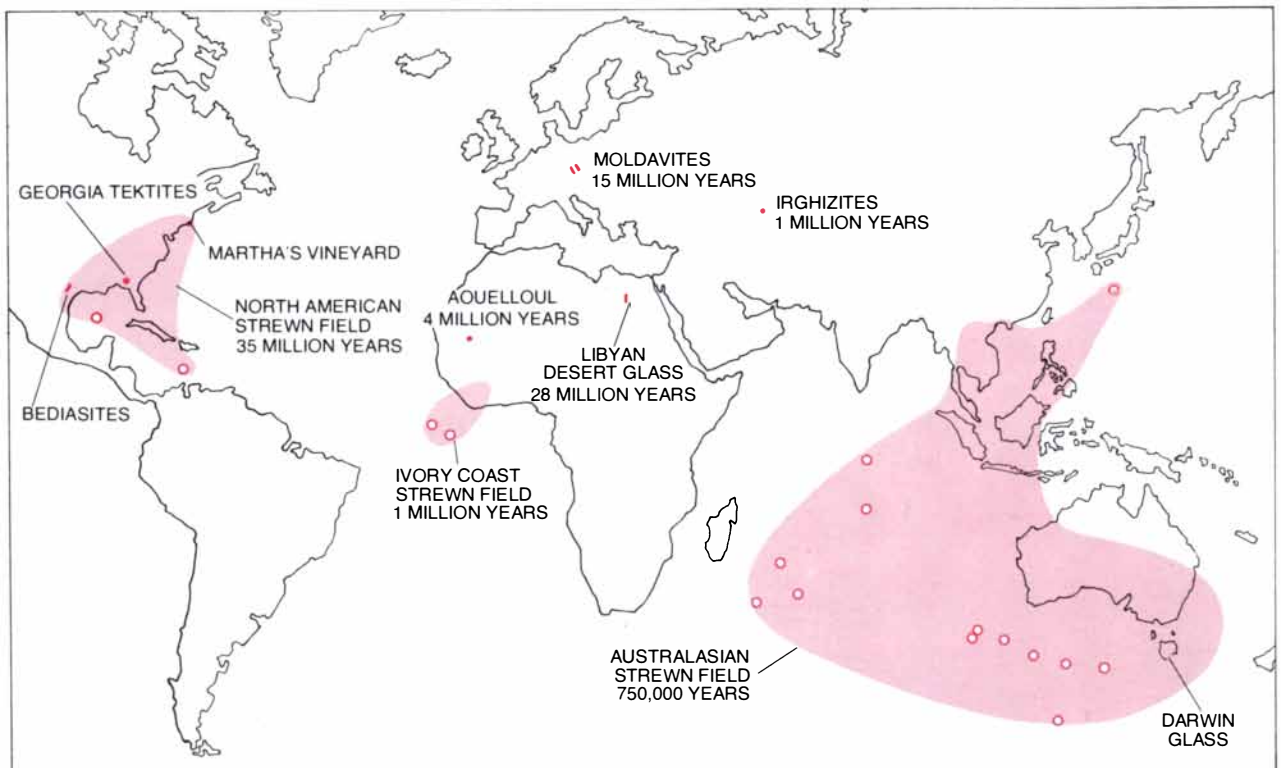 MOLDAVITES
15 MILLION YEARS
GEORGIA TEKTITES
IRGHIZITES
1 MILLION YEARS
MARTHA'S VINEYARD
NORTH AMERICAN
STREWN FIELD
35 MILLION YEARS
AOUELLOUL
4 MILLION YEARS
LIBYAN
DESERT GLASS
28 MILLION YEARS
BEDIASITES
IVORY COAST
STREWN FIELD
1 MILLION YEARS
AUSTRALASIAN
STREWN FIELD
750,000 YEARS
DARWIN
GLASS